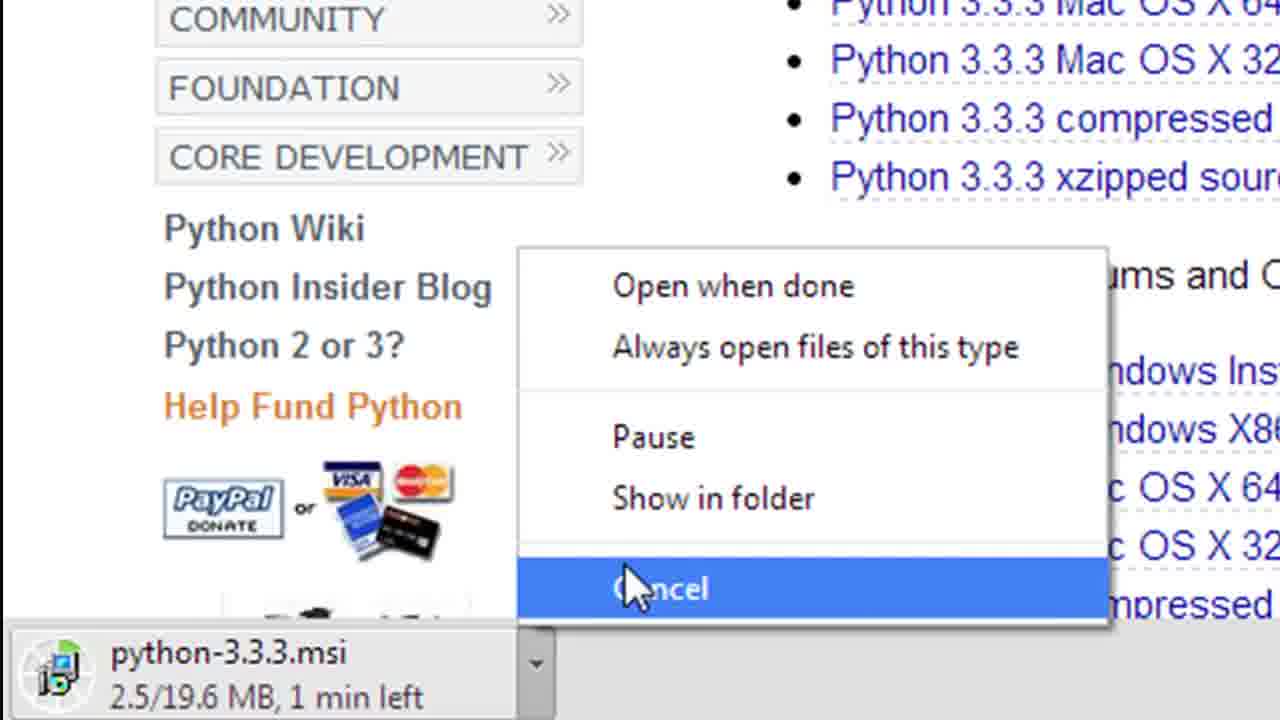 COMMUNITY
FOUNDATION
CORE DEVELOPMENT
Python Wiki
Python Insider Blog
Python 2 or 3?
Help Fund Python
PayPal
DONATE
or
VISA
Python 3.3.3 Mac OS X 64
Python 3.3.3 Mac OS X 32
Python 3.3.3 compressed
Python 3.3.3 xzipped sour
ums and
ndows Ins
ndows X86
c OS X 64
c OS X 32
mpressed
Open when done
Always open files of this type
Pause
Show in folder
Cancel
python-3.3.3.msi
2.5/19.6 MB, 1 min left